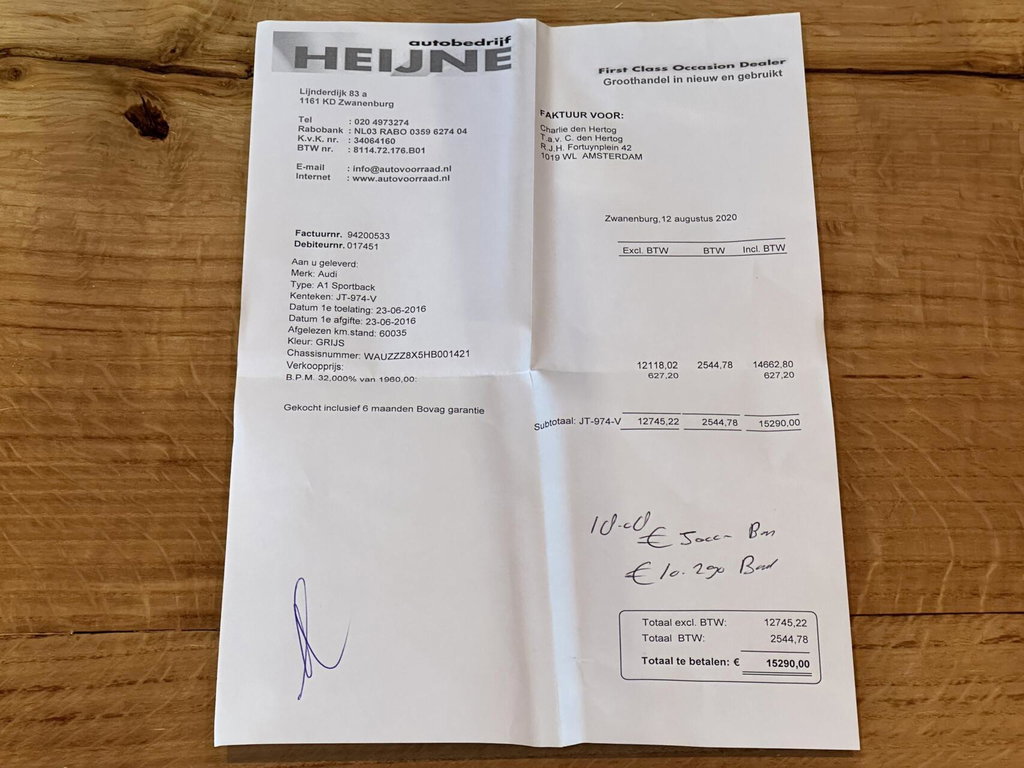 autobedrijf
HEIJNE
First Class Occasion Dealer
Groothandel in nieuw en gebruikt
Lijnderdijk 83 a
1161 KD Zwanenburg
Tel : 020 4973274
Rabobank : NL03 RABO 0359 6274 04
K.v.K. nr. : 34064160
BTW nr. : 8114.72.176.B01
E-mail : info@autovoorraad.nl
Internet : www.autovoorraad.nl
FAKTUUR VOOR:
Charlie den Hertog
T.a.v. C. den Hertog
R.J.H. Fortuynplein 42
1019 WL AMSTERDAM
Zwanenburg,12 augustus 2020
Factuurnr. 94200533
Debiteurnr. 017451
Excl. BTW BTW Incl. BTW
Aan u geleverd:
Merk: Audi
Type: A1 Sportback
Kenteken: JT-974-V
Datum 1e toelating: 23-06-2016
Datum 1e afgifte: 23-06-2016
Afgelezen km.stand: 60035
Kleur: GRIJS
Chassisnummer: WAUZZZ8X5HB001421
Verkoopprijs: 12118,02 2544,78 14662,80
B.P.M. 32,000% van 1960,00: 627,20 627,20
Gekocht inclusief 6 maanden Bovag garantie
Subtotaal: JT-974-V 12745,22 2544,78 15290,00
€
€ 10.290
Totaal excl. BTW: 12745,22
Totaal BTW: 2544,78
Totaal te betalen: € 15290,00